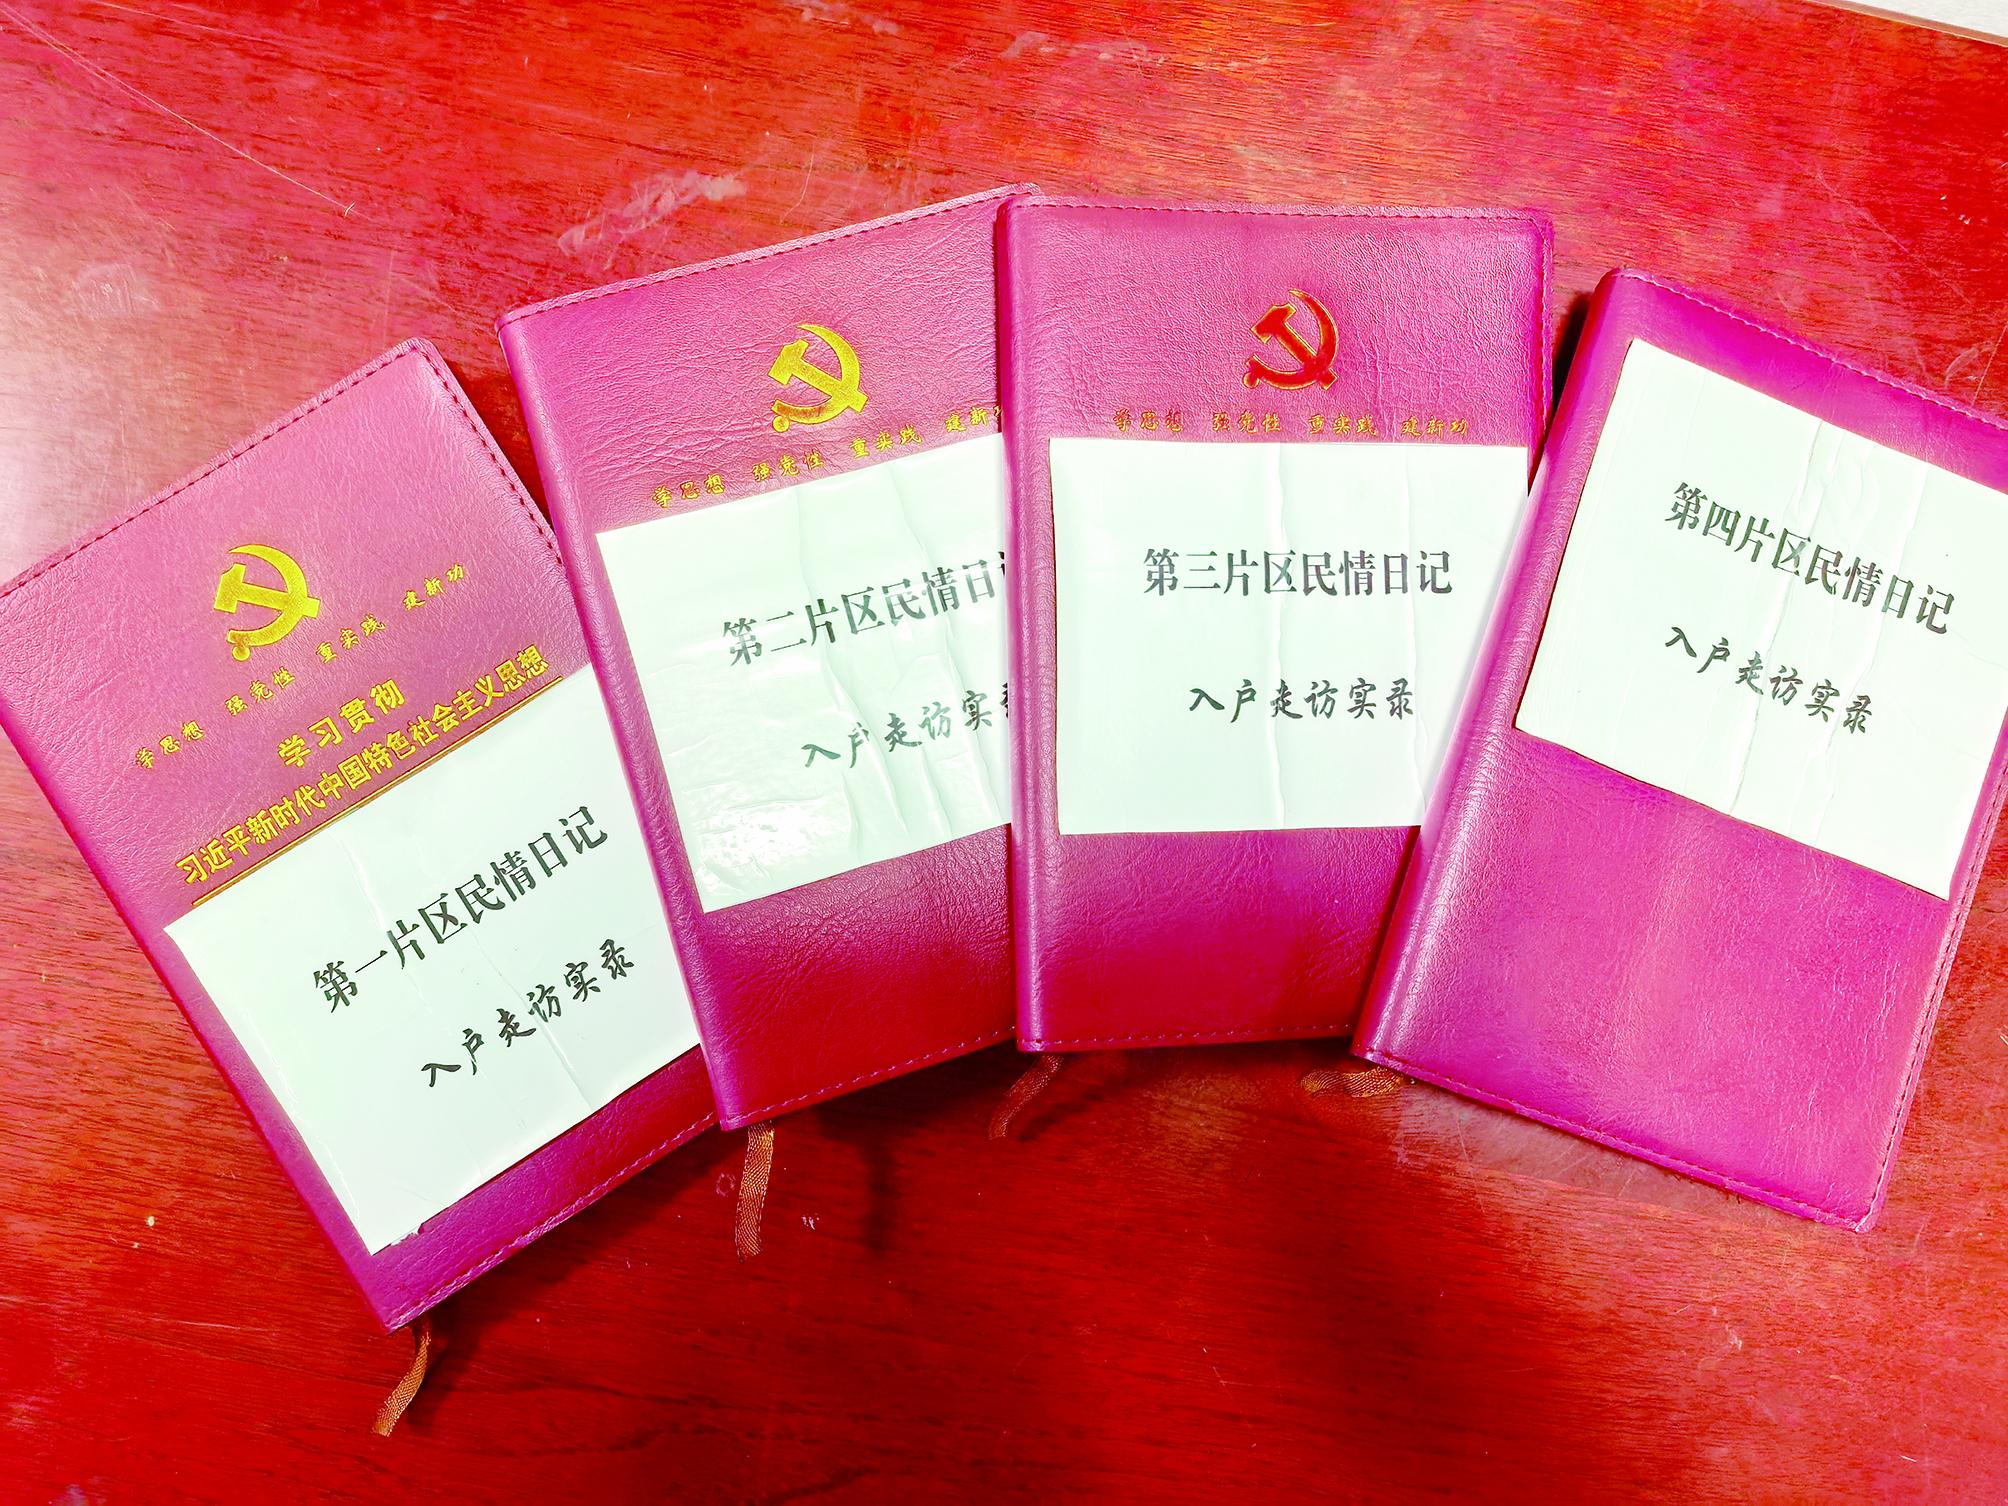 学思想 强党性 重实践 建新功
学习贯彻
习近平新时代中国特色社会主义思想
第一片区民情日记
入户走访实录
学思想 强党性 重实践 建新
第二片区民情日
入户走访实
学思想 强党性 重实践 建新功
第三片区民情日记
入户走访实录
第四片区民情日记
入户走访实录